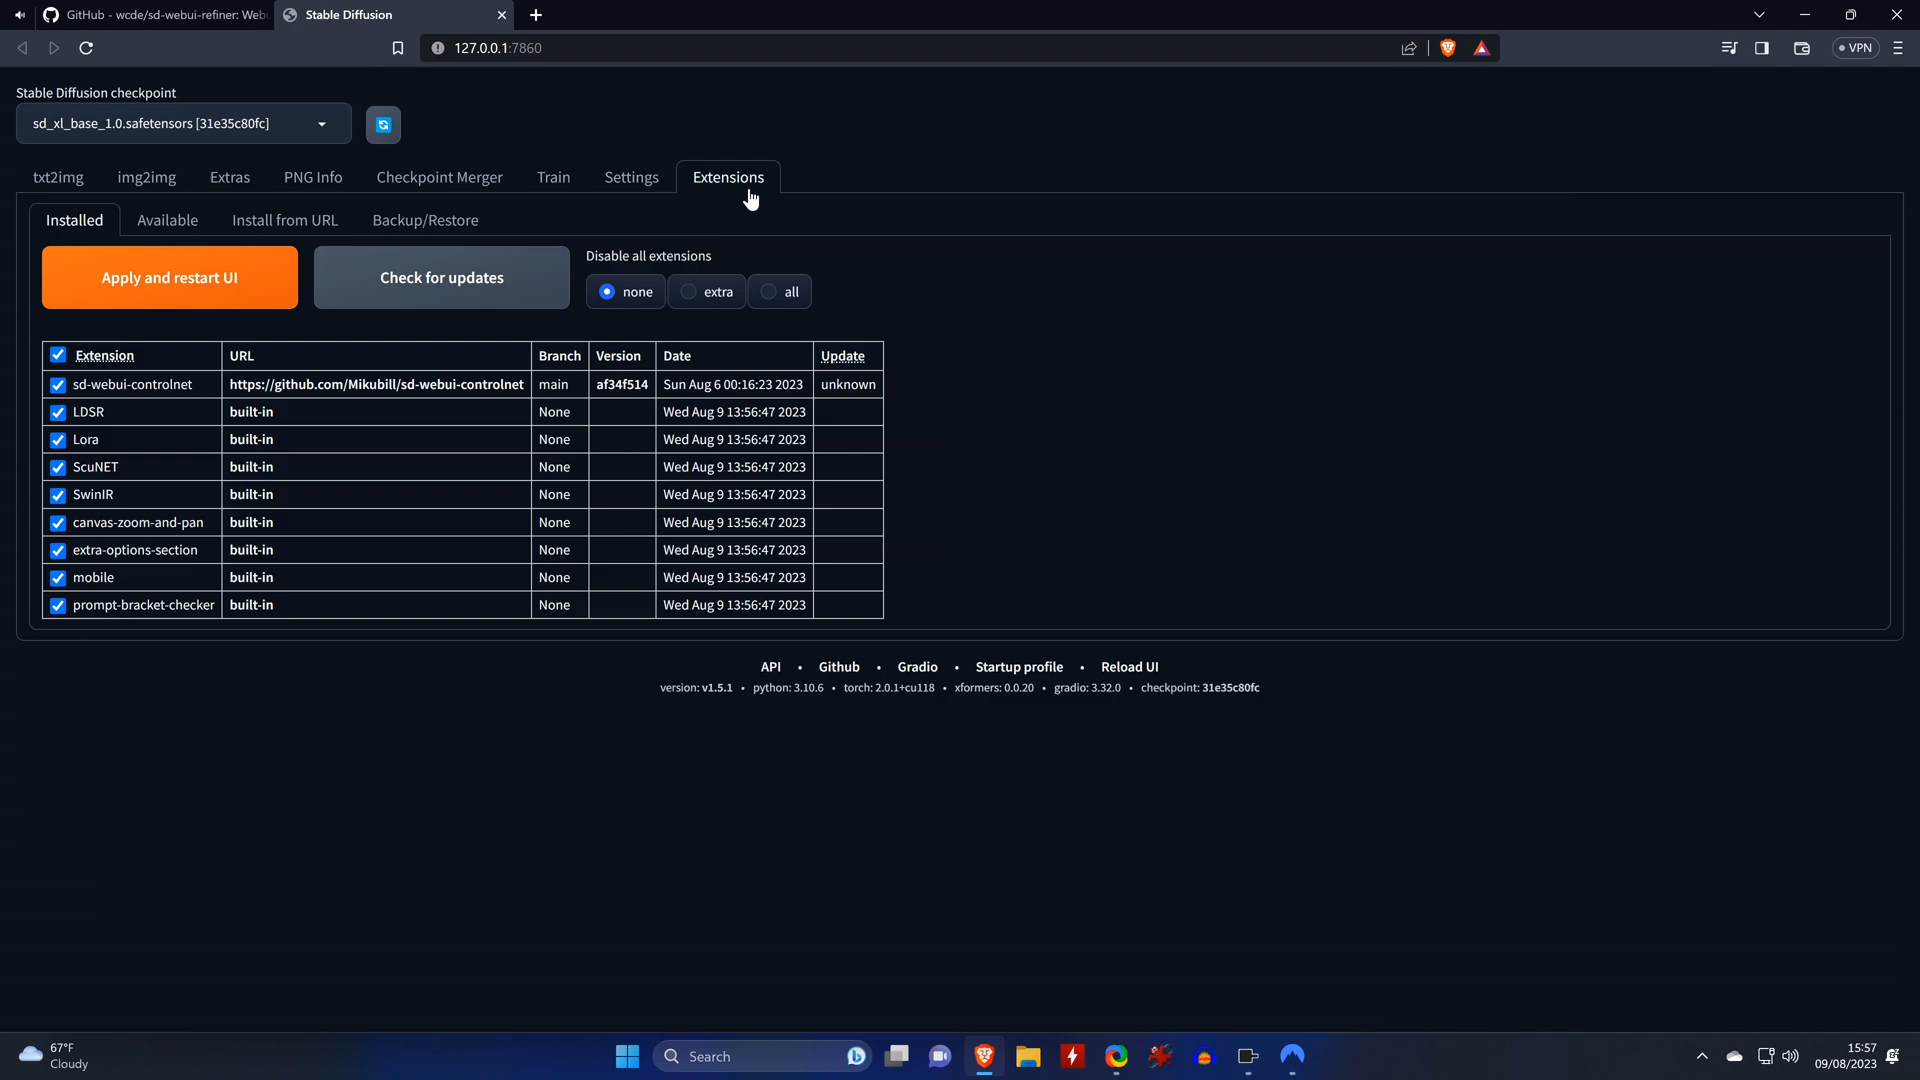 GitHub - wcde/sd-webui-refiner: Webu
Stable Diffusion
127.0.0.1:7860
VPN
Stable Diffusion checkpoint
sd_xl_base_1.0.safetensors [31e35c80fc]
txt2img img2img Extras PNG Info Checkpoint Merger Train Settings Extensions
Installed Available Install from URL Backup/Restore
Apply and restart UI
Check for updates
Disable all extensions
none extra all
Extension URL Branch Version Date Update
sd-webui-controlnet https://github.com/Mikubill/sd-webui-controlnet main af34f514 Sun Aug 6 00:16:23 2023 unknown
LDSR built-in None Wed Aug 9 13:56:47 2023
Lora built-in None Wed Aug 9 13:56:47 2023
ScuNET built-in None Wed Aug 9 13:56:47 2023
SwinIR built-in None Wed Aug 9 13:56:47 2023
canvas-zoom-and-pan built-in None Wed Aug 9 13:56:47 2023
extra-options-section built-in None Wed Aug 9 13:56:47 2023
mobile built-in None Wed Aug 9 13:56:47 2023
prompt-bracket-checker built-in None Wed Aug 9 13:56:47 2023
API • Github • Gradio • Startup profile • Reload UI
version: v1.5.1 • python: 3.10.6 • torch: 2.0.1+cu118 • xformers: 0.0.20 • gradio: 3.32.0 • checkpoint: 31e35c80fc
67°F
Cloudy
Search
15:57
09/08/2023